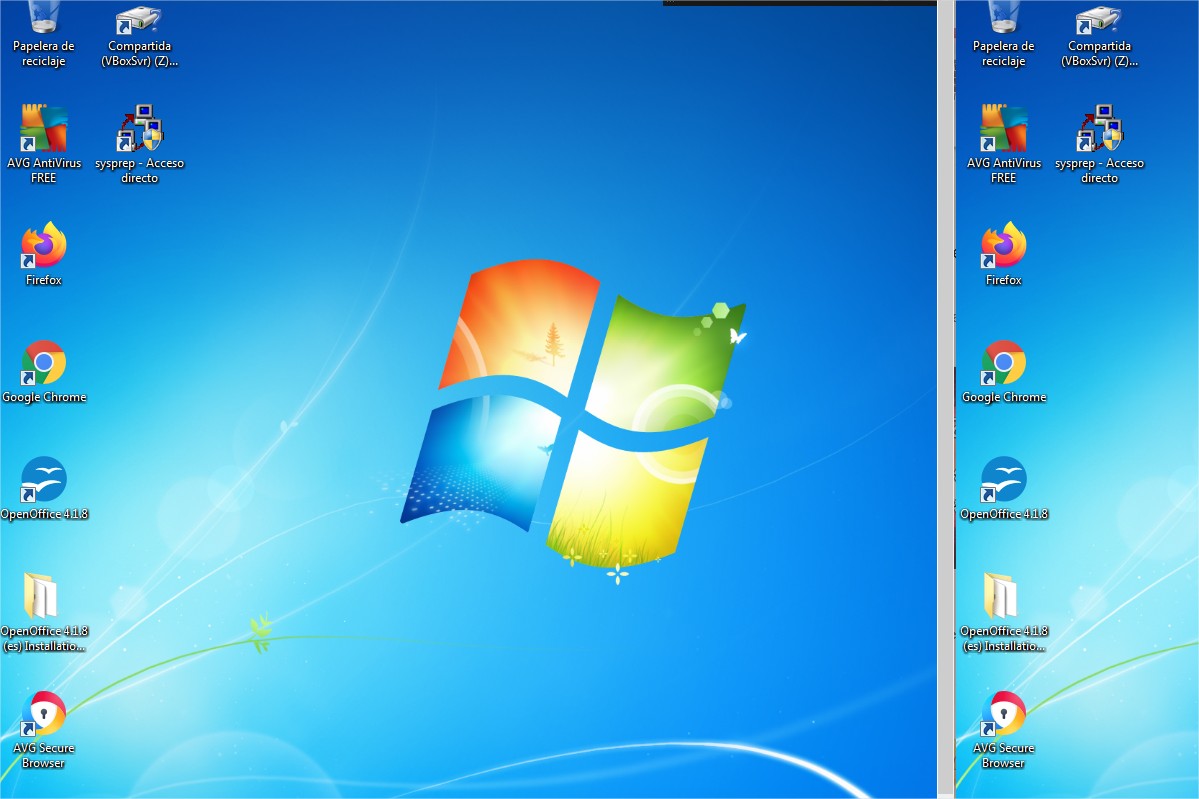 Papelera de
reciclaje
Compartida
(VBoxSvr) (Z)...
AVG AntiVirus
FREE
sysprep - Acceso
directo
Firefox
Google Chrome
OpenOffice 4.1.8
OpenOffice 4.1.8
(es) Installatio...
AVG Secure
Browser
Papelera de
reciclaje
Compartida
(VBoxSvr) (Z)...
AVG AntiVirus
FREE
sysprep - Acceso
directo
Firefox
Google Chrome
OpenOffice 4.1.8
OpenOffice 4.1.8
(es) Installatio...
AVG Secure
Browser